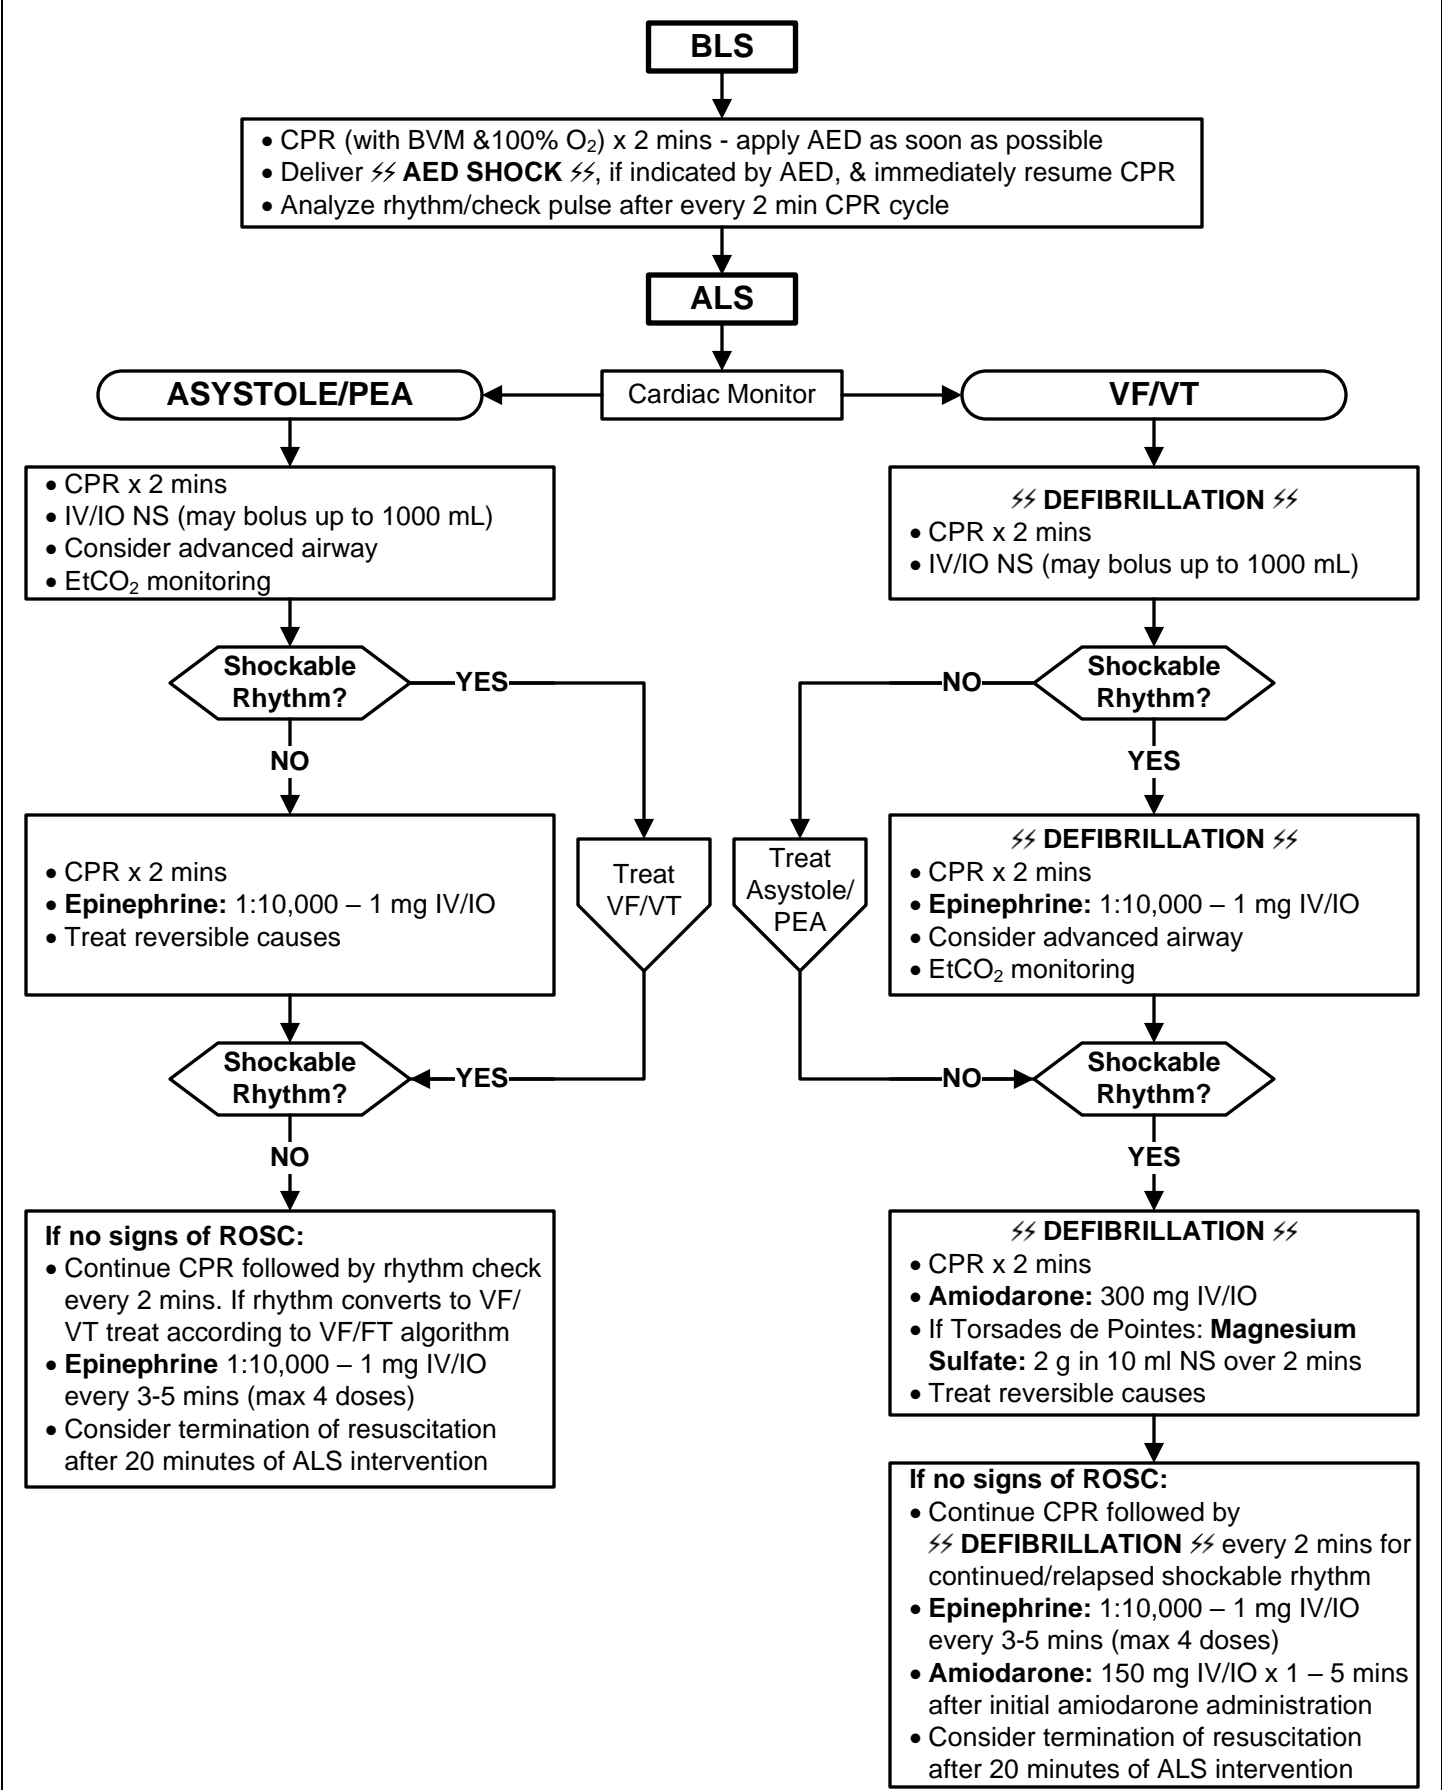 BLS
• CPR (with BVM &100% O₂) x 2 mins - apply AED as soon as possible
• Deliver ⚡⚡ AED SHOCK ⚡⚡, if indicated by AED, & immediately resume CPR
• Analyze rhythm/check pulse after every 2 min CPR cycle
ALS
Cardiac Monitor
ASYSTOLE/PEA
• CPR x 2 mins
• IV/IO NS (may bolus up to 1000 mL)
• Consider advanced airway
• EtCO₂ monitoring
Shockable
Rhythm?
YES
NO
• CPR x 2 mins
• Epinephrine: 1:10,000 – 1 mg IV/IO
• Treat reversible causes
Treat
VF/VT
Shockable
Rhythm?
YES
NO
If no signs of ROSC:
• Continue CPR followed by rhythm check
every 2 mins. If rhythm converts to VF/
VT treat according to VF/FT algorithm
• Epinephrine 1:10,000 – 1 mg IV/IO
every 3-5 mins (max 4 doses)
• Consider termination of resuscitation
after 20 minutes of ALS intervention
VF/VT
⚡⚡ DEFIBRILLATION ⚡⚡
• CPR x 2 mins
• IV/IO NS (may bolus up to 1000 mL)
Shockable
Rhythm?
NO
YES
Treat
Asystole/
PEA
⚡⚡ DEFIBRILLATION ⚡⚡
• CPR x 2 mins
• Epinephrine: 1:10,000 – 1 mg IV/IO
• Consider advanced airway
• EtCO₂ monitoring
Shockable
Rhythm?
NO
YES
⚡⚡ DEFIBRILLATION ⚡⚡
• CPR x 2 mins
• Amiodarone: 300 mg IV/IO
• If Torsades de Pointes: Magnesium
Sulfate: 2 g in 10 ml NS over 2 mins
• Treat reversible causes
If no signs of ROSC:
• Continue CPR followed by
⚡⚡ DEFIBRILLATION ⚡⚡ every 2 mins for
continued/relapsed shockable rhythm
• Epinephrine: 1:10,000 – 1 mg IV/IO
every 3-5 mins (max 4 doses)
• Amiodarone: 150 mg IV/IO x 1 – 5 mins
after initial amiodarone administration
• Consider termination of resuscitation
after 20 minutes of ALS intervention